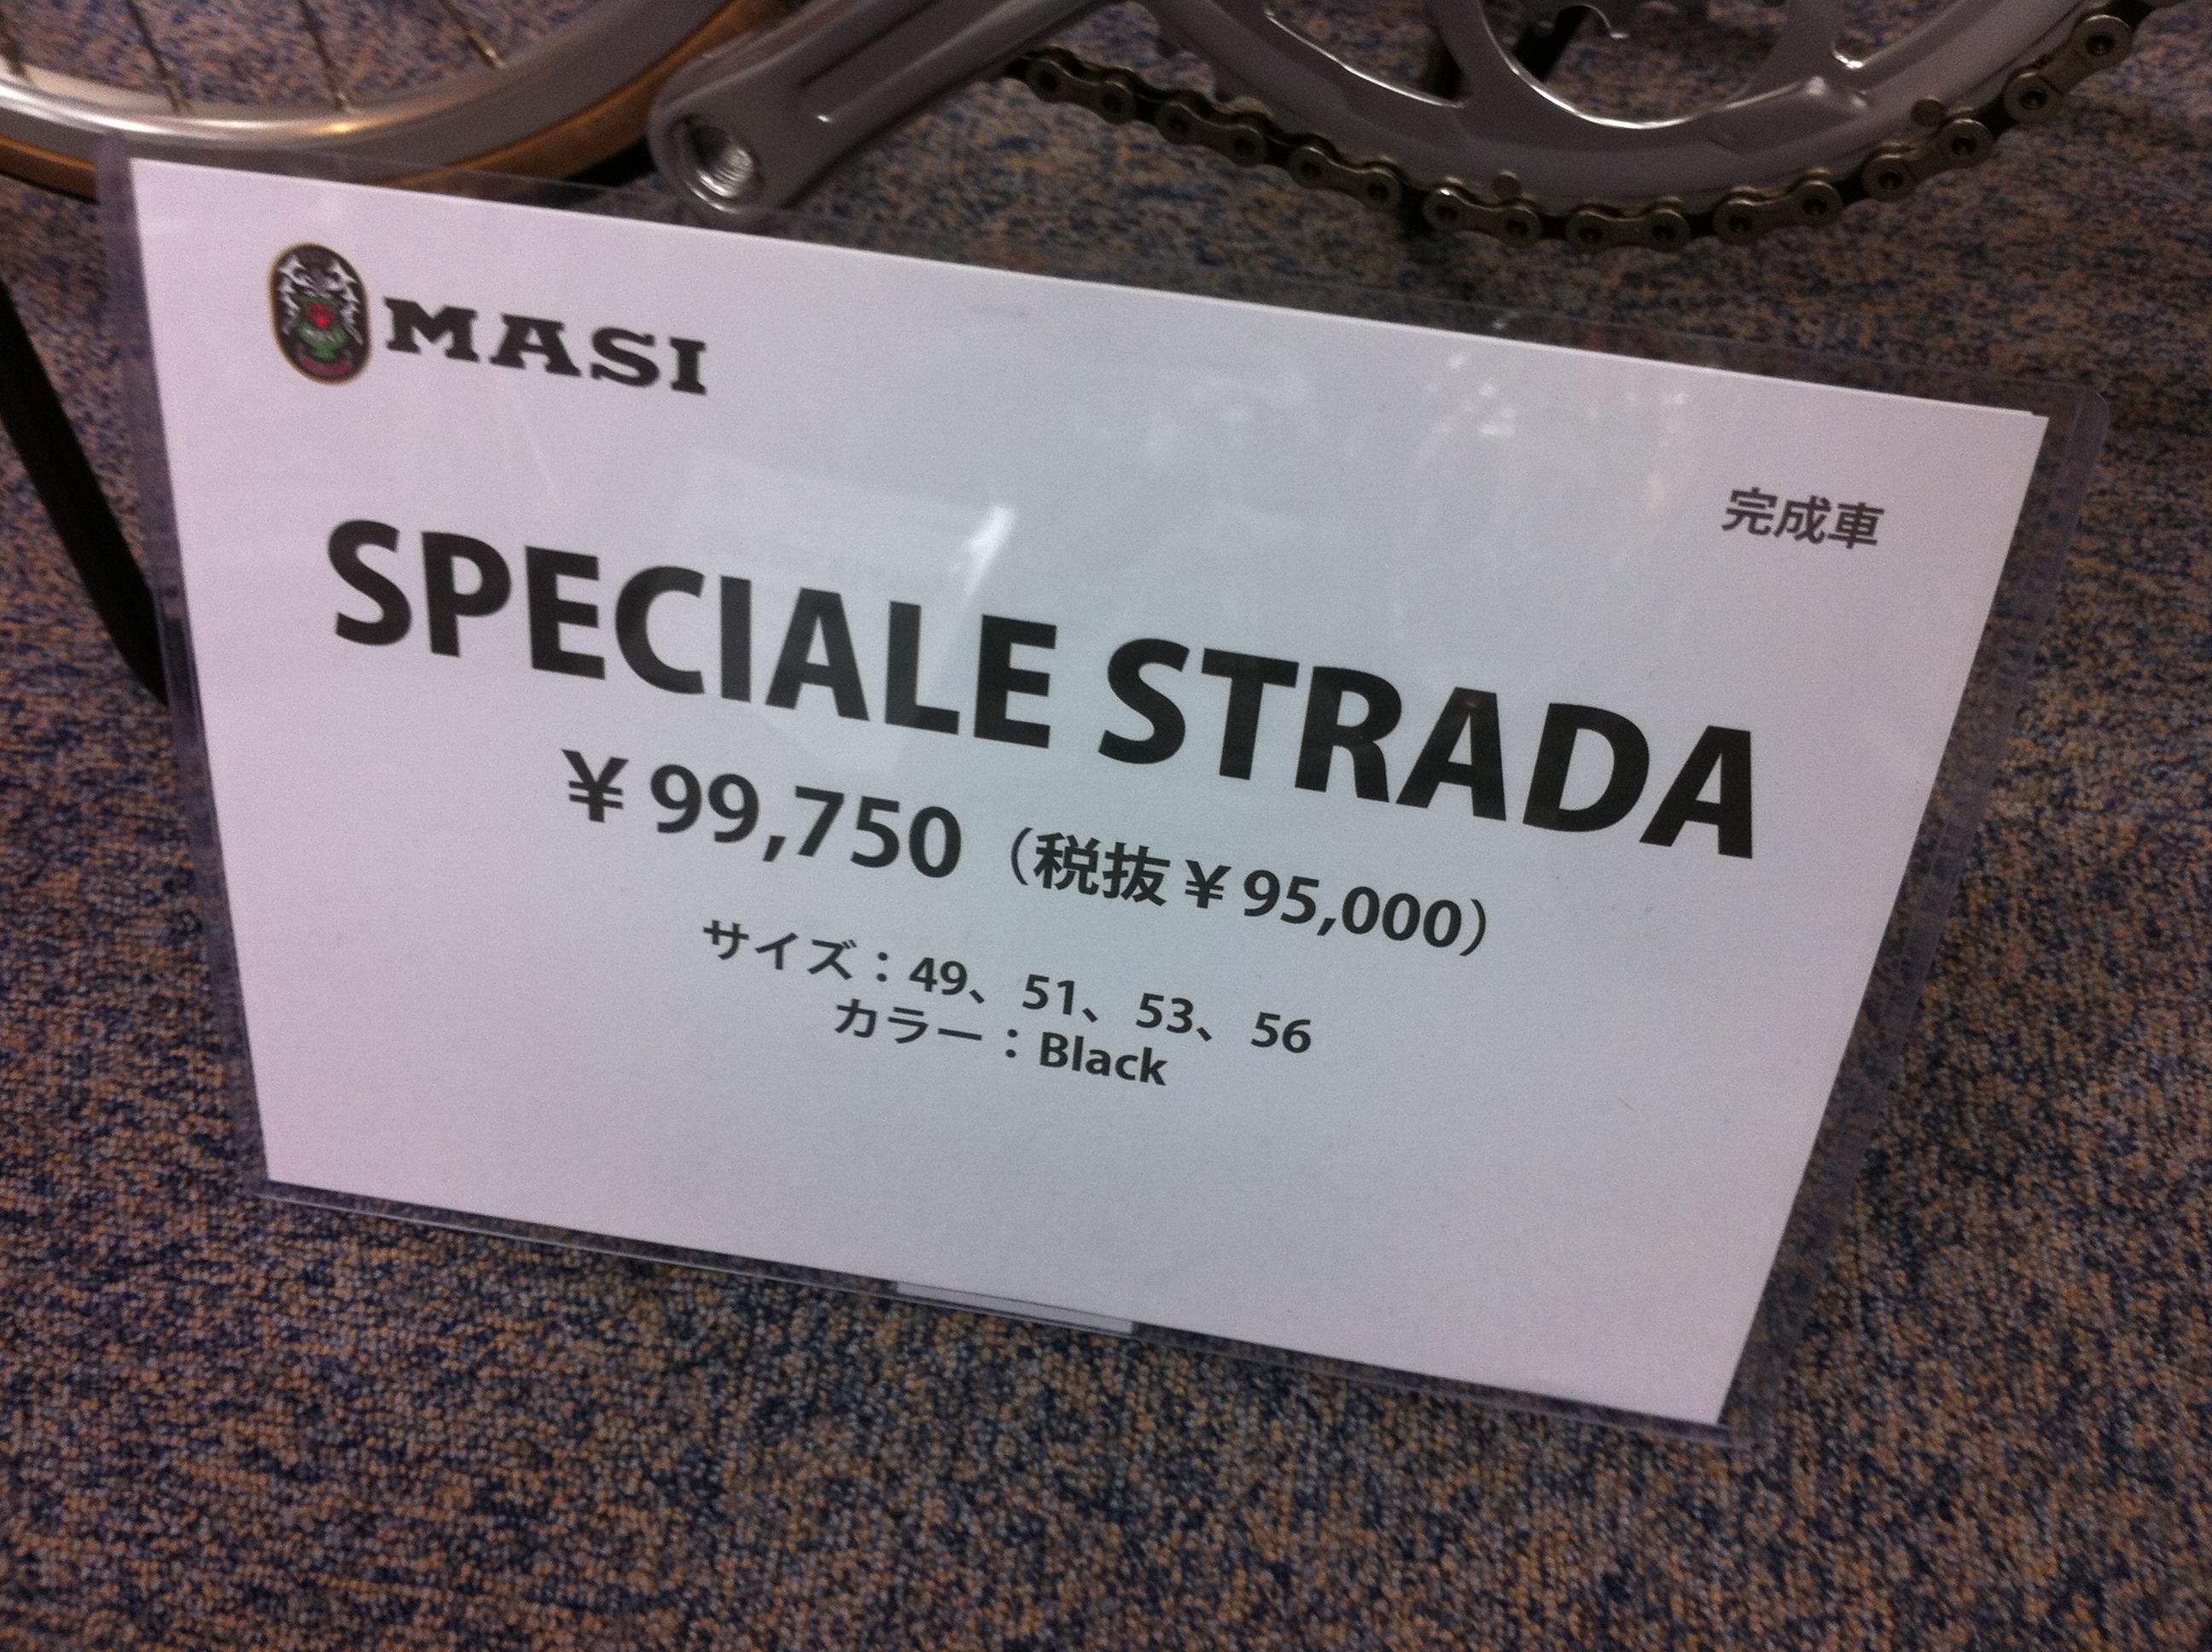 MASI
完成車
SPECIALE STRADA
¥99,750（税抜¥95,000）
サイズ：49、51、53、56
カラー：Black